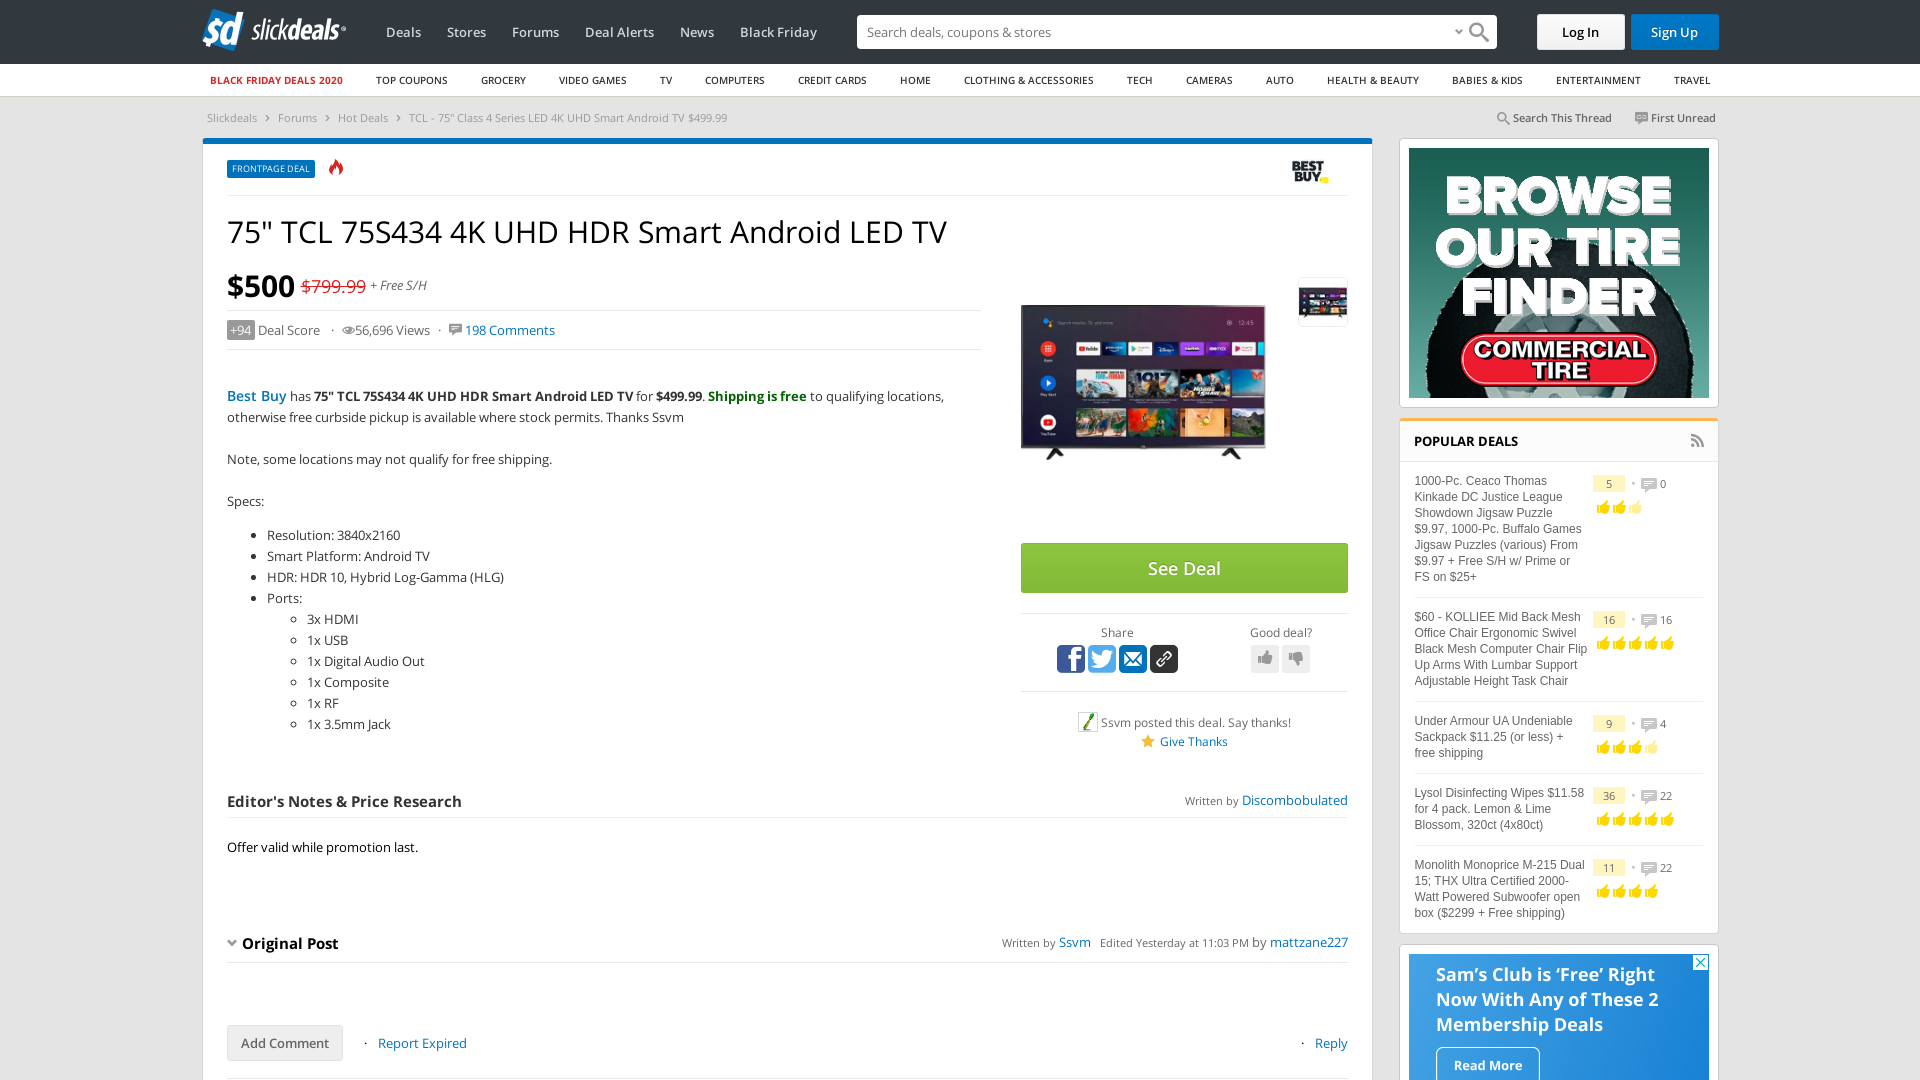 slickdeals
Deals
Stores
Forums
Deal Alerts
News
Black Friday
Search deals, coupons & stores
Log In
Sign Up
BLACK FRIDAY DEALS 2020
TOP COUPONS
GROCERY
VIDEO GAMES
TV
COMPUTERS
CREDIT CARDS
HOME
CLOTHING & ACCESSORIES
TECH
CAMERAS
AUTO
HEALTH & BEAUTY
BABIES & KIDS
ENTERTAINMENT
TRAVEL
Slickdeals > Forums > Hot Deals > TCL - 75" Class 4 Series LED 4K UHD Smart Android TV $499.99
Search This Thread
First Unread
FRONTPAGE DEAL
BEST
BUY
75" TCL 75S434 4K UHD HDR Smart Android LED TV
$500 $799.99 + Free S/H
+94 Deal Score · 56,696 Views · 198 Comments
Best Buy has 75" TCL 75S434 4K UHD HDR Smart Android LED TV for $499.99. Shipping is free to qualifying locations,
otherwise free curbside pickup is available where stock permits. Thanks Ssvm
Note, some locations may not qualify for free shipping.
Specs:
Resolution: 3840x2160
Smart Platform: Android TV
HDR: HDR 10, Hybrid Log-Gamma (HLG)
Ports:
3x HDMI
1x USB
1x Digital Audio Out
1x Composite
1x RF
1x 3.5mm Jack
See Deal
Share
Good deal?
Ssvm posted this deal. Say thanks!
Give Thanks
Editor's Notes & Price Research
Written by Discombobulated
Offer valid while promotion last.
Original Post
Written by Ssvm Edited Yesterday at 11:03 PM by mattzane227
Add Comment
· Report Expired
· Reply
BROWSE
OUR TIRE
FINDER
COMMERCIAL
TIRE
POPULAR DEALS
1000-Pc. Ceaco Thomas
Kinkade DC Justice League
Showdown Jigsaw Puzzle
$9.97, 1000-Pc. Buffalo Games
Jigsaw Puzzles (various) From
$9.97 + Free S/H w/ Prime or
FS on $25+
5 • 0
$60 - KOLLIEE Mid Back Mesh
Office Chair Ergonomic Swivel
Black Mesh Computer Chair Flip
Up Arms With Lumbar Support
Adjustable Height Task Chair
16 • 16
Under Armour UA Undeniable
Sackpack $11.25 (or less) +
free shipping
9 • 4
Lysol Disinfecting Wipes $11.58
for 4 pack. Lemon & Lime
Blossom, 320ct (4x80ct)
36 • 22
Monolith Monoprice M-215 Dual
15; THX Ultra Certified 2000-
Watt Powered Subwoofer open
box ($2299 + Free shipping)
11 • 22
Sam's Club is 'Free' Right
Now With Any of These 2
Membership Deals
Read More